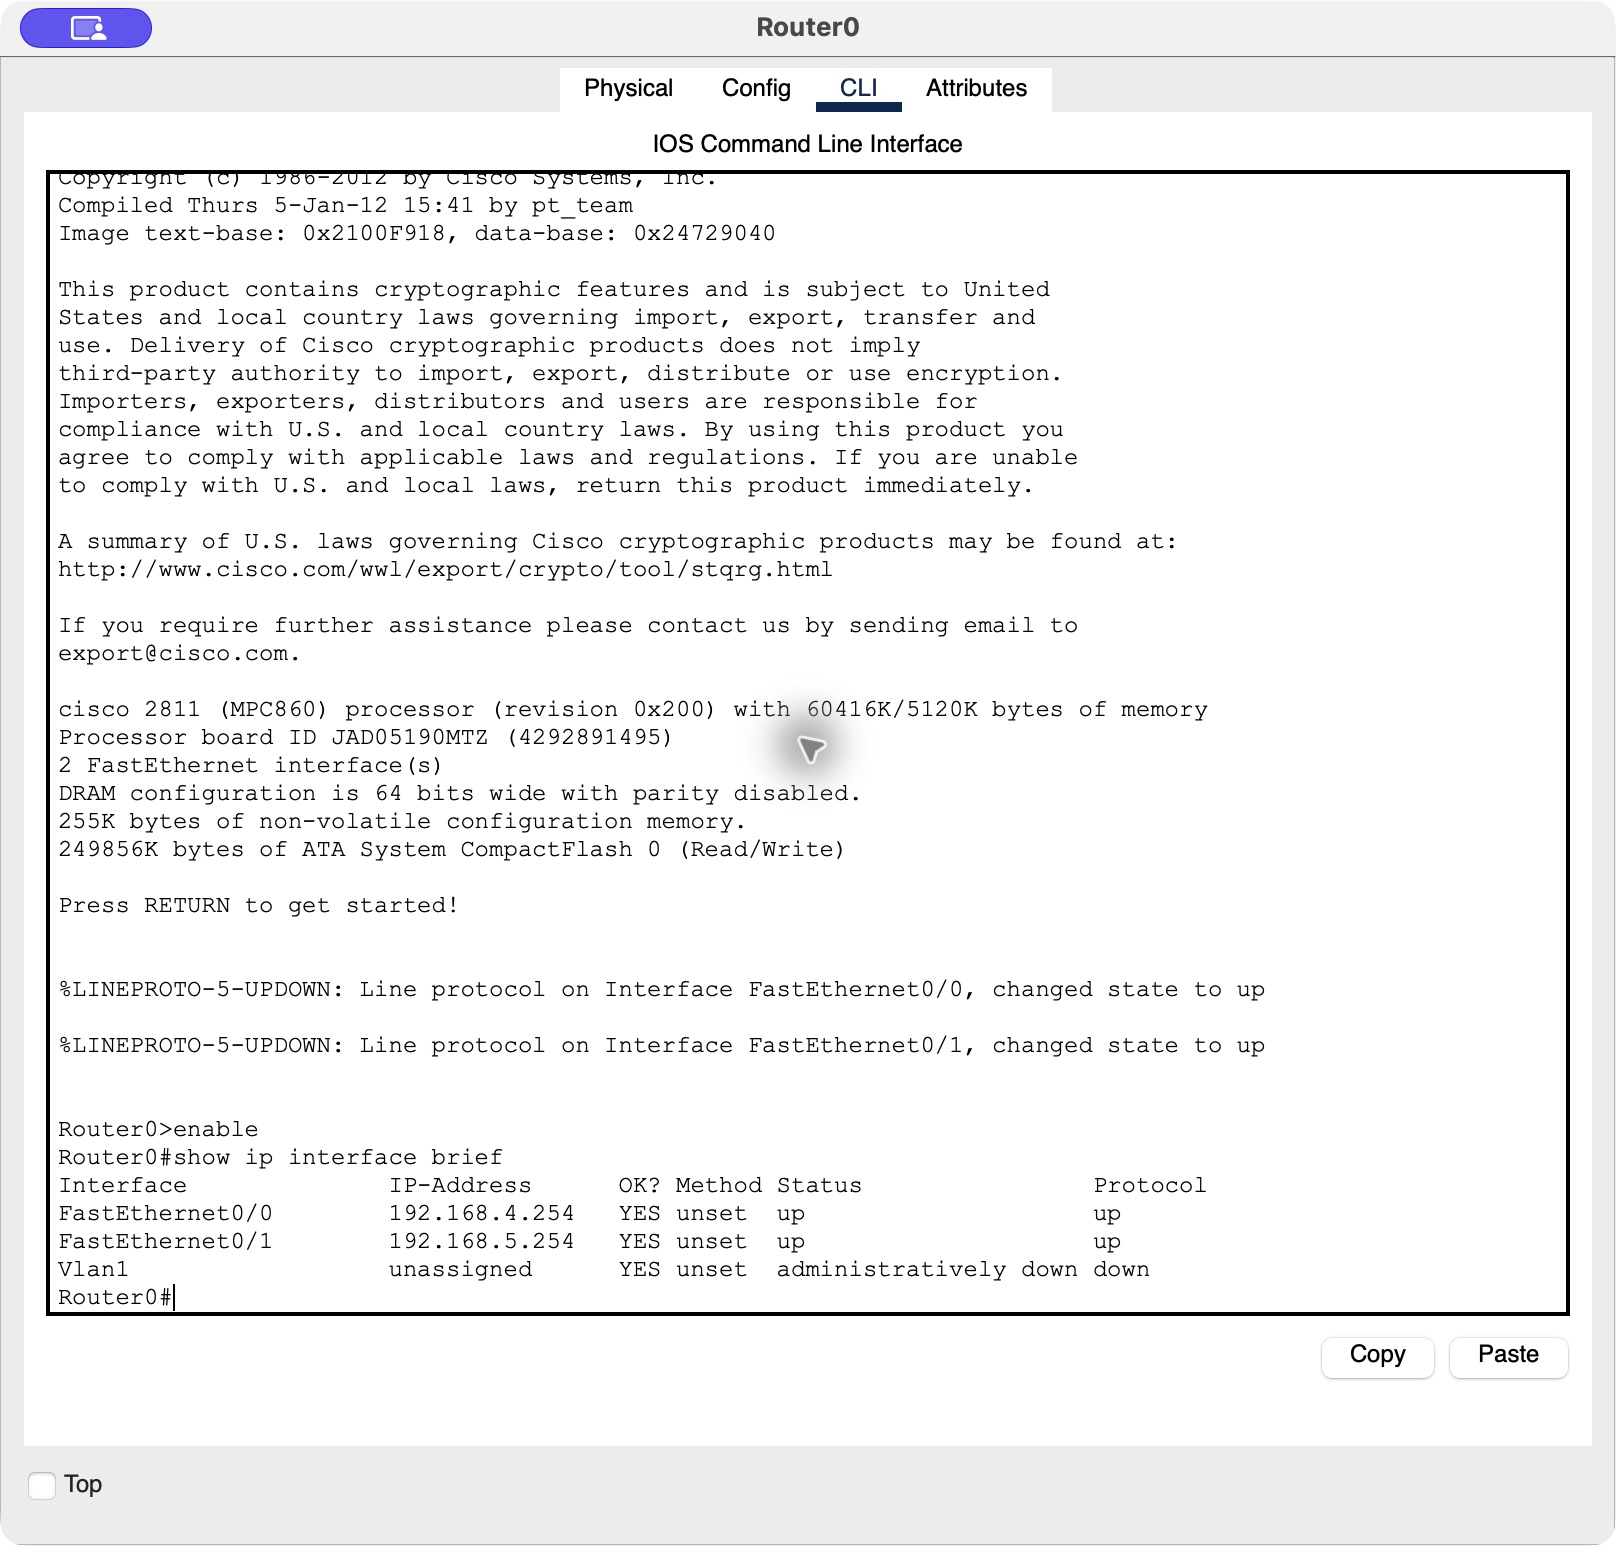 Router0
Physical Config CLI Attributes
IOS Command Line Interface
Copyright (c) 1986-2012 by Cisco Systems, Inc.
Compiled Thurs 5-Jan-12 15:41 by pt_team
Image text-base: 0x2100F918, data-base: 0x24729040
This product contains cryptographic features and is subject to United
States and local country laws governing import, export, transfer and
use. Delivery of Cisco cryptographic products does not imply
third-party authority to import, export, distribute or use encryption.
Importers, exporters, distributors and users are responsible for
compliance with U.S. and local country laws. By using this product you
agree to comply with applicable laws and regulations. If you are unable
to comply with U.S. and local laws, return this product immediately.
A summary of U.S. laws governing Cisco cryptographic products may be found at:
http://www.cisco.com/wwl/export/crypto/tool/stqrg.html
If you require further assistance please contact us by sending email to
export@cisco.com.
cisco 2811 (MPC860) processor (revision 0x200) with 60416K/5120K bytes of memory
Processor board ID JAD05190MTZ (4292891495)
2 FastEthernet interface(s)
DRAM configuration is 64 bits wide with parity disabled.
255K bytes of non-volatile configuration memory.
249856K bytes of ATA System CompactFlash 0 (Read/Write)
Press RETURN to get started!
%LINEPROTO-5-UPDOWN: Line protocol on Interface FastEthernet0/0, changed state to up
%LINEPROTO-5-UPDOWN: Line protocol on Interface FastEthernet0/1, changed state to up
Router0>enable
Router0#show ip interface brief
Interface IP-Address OK? Method Status Protocol
FastEthernet0/0 192.168.4.254 YES unset up up
FastEthernet0/1 192.168.5.254 YES unset up up
Vlan1 unassigned YES unset administratively down down
Router0#
Copy Paste
Top